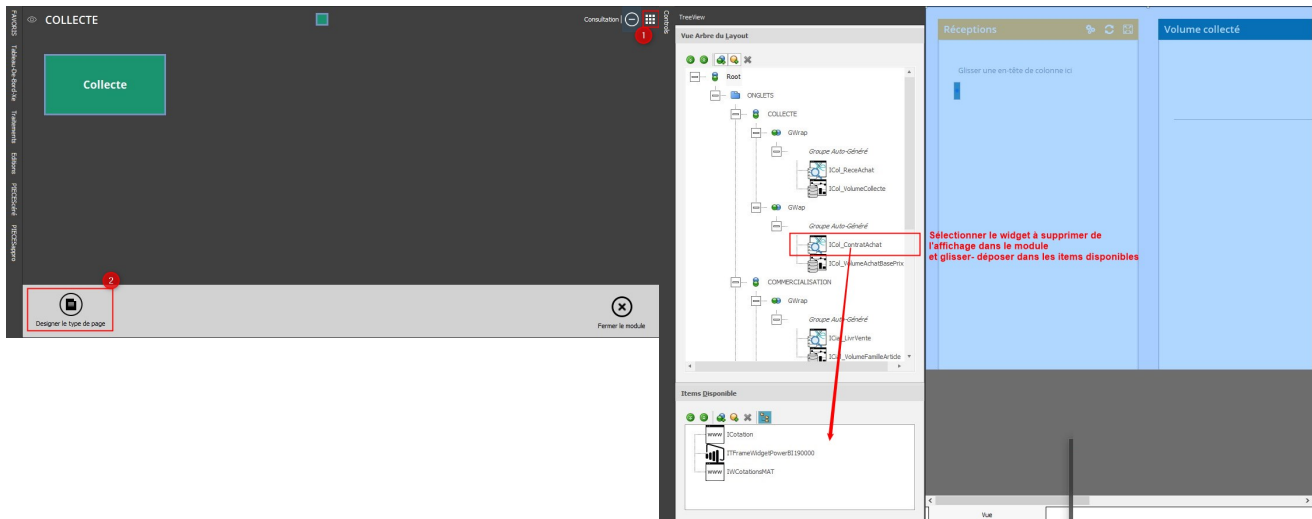 COLLECTE
Consultation |
1
FAVORIS
Tableau-De-Bord-Xe
Traitements
Editions
PIECEScéré
PIECESappro
Collecte
2
Designer le type de page
Fermer le module
Controls
TreeView
Vue Arbre du Layout
Root
ONGLETS
COLLECTE
GWrap
Groupe Auto-Généré
ICol_ReceAchat
ICol_VolumeCollecte
GWap
Groupe Auto-Généré
ICol_ContratAchat
ICol_VolumeAchatBasePrix
COMMERCIALISATION
GWrap
Groupe Auto-Généré
ICol_LivrVente
ICol_VolumeFamilleArticle
Items Disponible
www ICotation
ITFrameWidgetPowerBI190000
www IWCotationsMAT
Réceptions
Volume collecté
Glisser une en-tête de colonne ici
Sélectionner le widget à supprimer de
l'affichage dans le module
et glisser- déposer dans les items disponibles
Vue